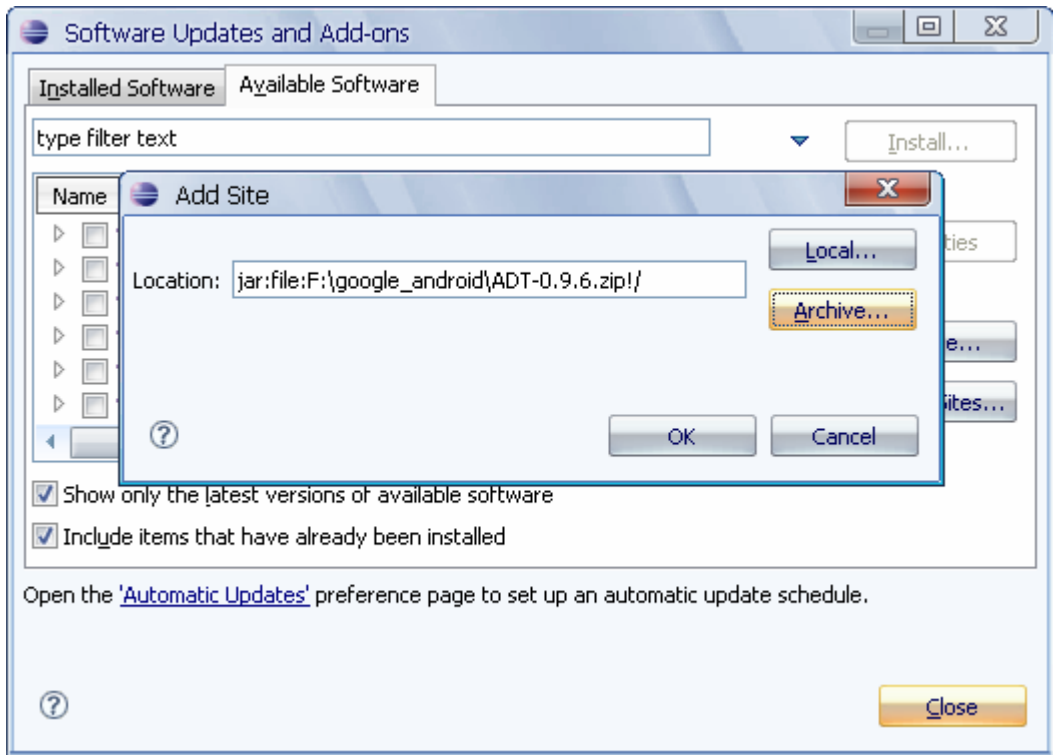 Software Updates and Add-ons
Installed Software Available Software
type filter text Install...
Name
Add Site
ties
Local...
Location: jar:file:F:\google_android\ADT-0.9.6.zip!/
Archive...
e...
ites...
OK Cancel
Show only the latest versions of available software
Include items that have already been installed
Open the 'Automatic Updates' preference page to set up an automatic update schedule.
Close